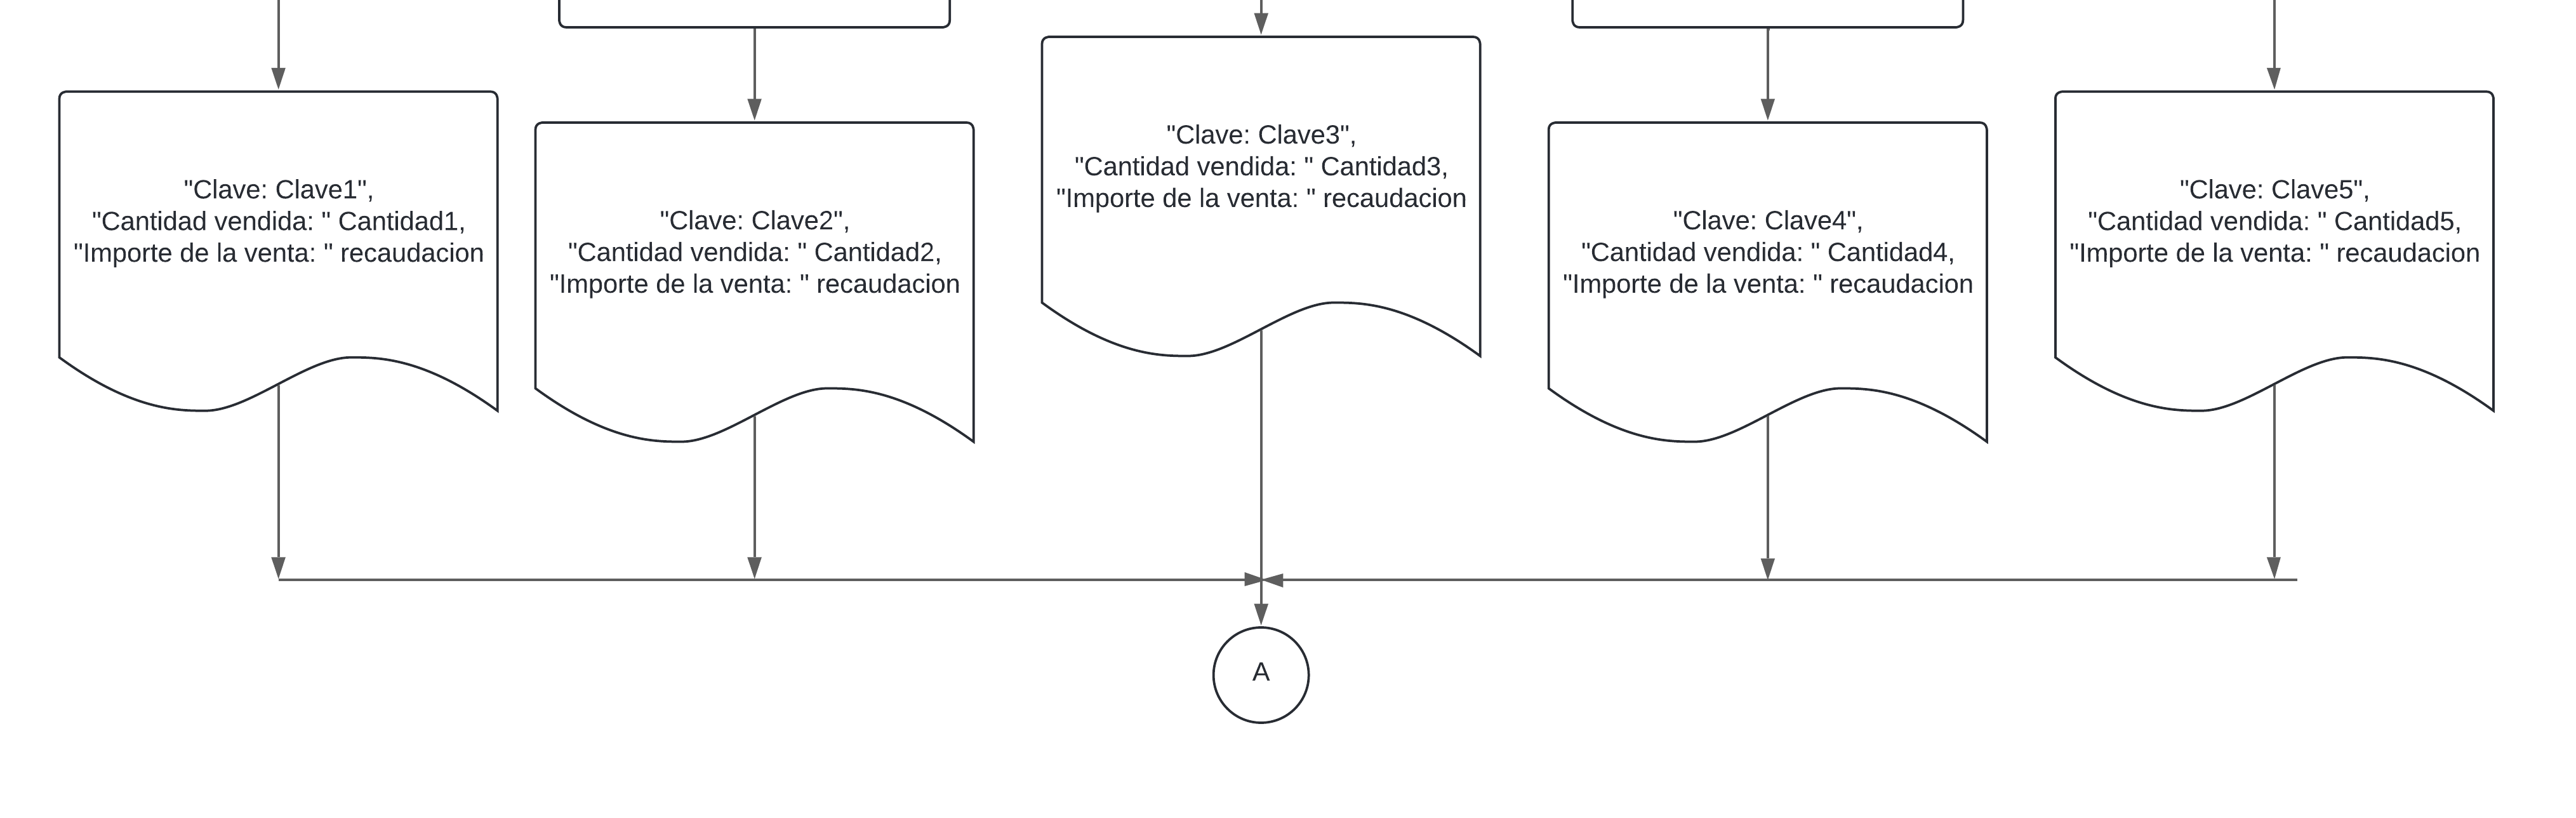 "Clave: Clave1",
"Cantidad vendida: " Cantidad1,
"Importe de la venta: " recaudacion
"Clave: Clave2",
"Cantidad vendida: " Cantidad2,
"Importe de la venta: " recaudacion
"Clave: Clave3",
"Cantidad vendida: " Cantidad3,
"Importe de la venta: " recaudacion
"Clave: Clave4",
"Cantidad vendida: " Cantidad4,
"Importe de la venta: " recaudacion
"Clave: Clave5",
"Cantidad vendida: " Cantidad5,
"Importe de la venta: " recaudacion
A